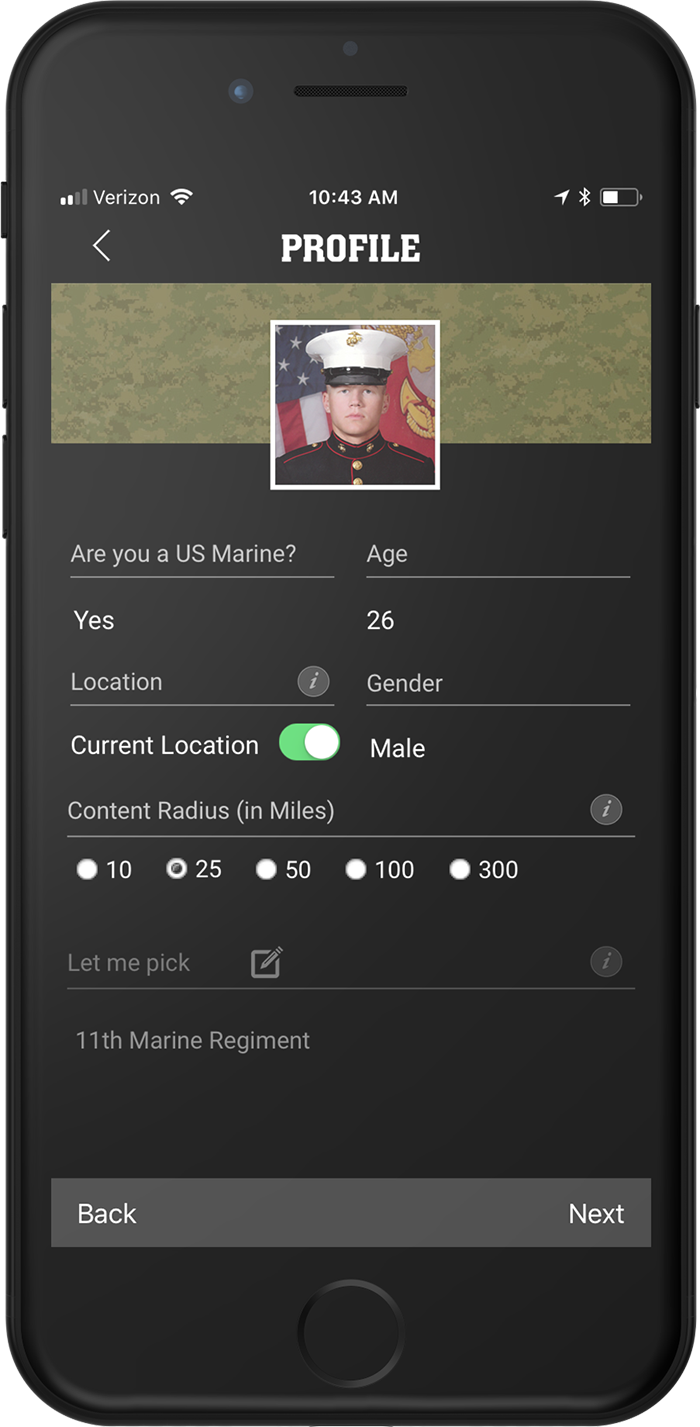 Verizon 10:43 AM
PROFILE
Are you a US Marine? Age
Yes 26
Location i Gender
Current Location Male
Content Radius (in Miles) i
10 25 50 100 300
Let me pick i
11th Marine Regiment
Back Next